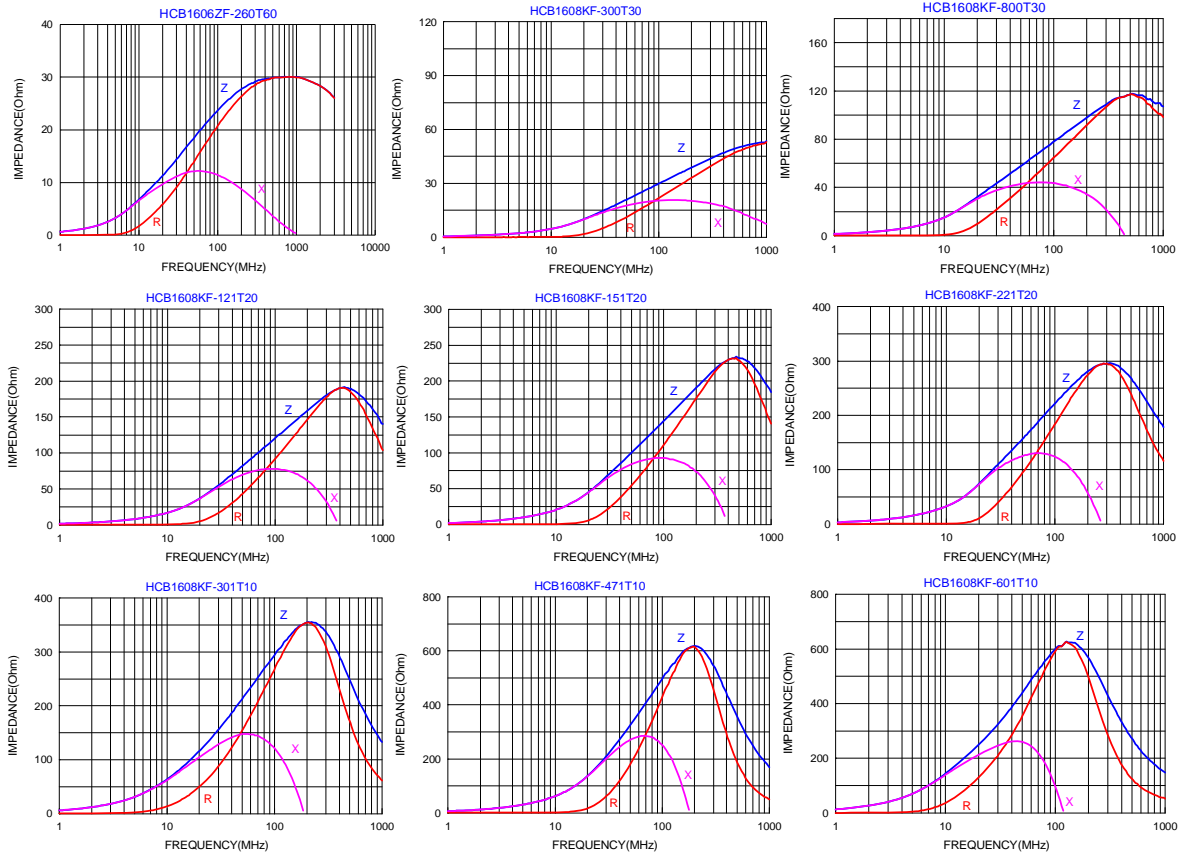 HCB1606ZF-260T60
IMPEDANCE(Ohm)
40
30
20
10
0
Z
X
R
1 10 100 1000 10000
FREQUENCY(MHz)
HCB1608KF-300T30
IMPEDANCE(Ohm)
120
90
60
30
0
Z
R
X
1 10 100 1000
FREQUENCY(MHz)
HCB1608KF-800T30
IMPEDANCE(Ohm)
160
120
80
40
0
Z
X
R
1 10 100 1000
FREQUENCY(MHz)
HCB1608KF-121T20
IMPEDANCE(Ohm)
300
250
200
150
100
50
0
Z
X
R
1 10 100 1000
FREQUENCY(MHz)
HCB1608KF-151T20
IMPEDANCE(Ohm)
300
250
200
150
100
50
0
Z
X
R
1 10 100 1000
FREQUENCY(MHz)
HCB1608KF-221T20
IMPEDANCE(Ohm)
400
300
200
100
0
Z
X
R
1 10 100 1000
FREQUENCY(MHz)
HCB1608KF-301T10
IMPEDANCE(Ohm)
400
350
300
250
200
150
100
50
0
Z
X
R
1 10 100 1000
FREQUENCY(MHz)
HCB1608KF-471T10
IMPEDANCE(Ohm)
800
600
400
200
0
Z
X
R
1 10 100 1000
FREQUENCY(MHz)
HCB1608KF-601T10
IMPEDANCE(Ohm)
800
600
400
200
0
Z
R
X
1 10 100 1000
FREQUENCY(MHz)